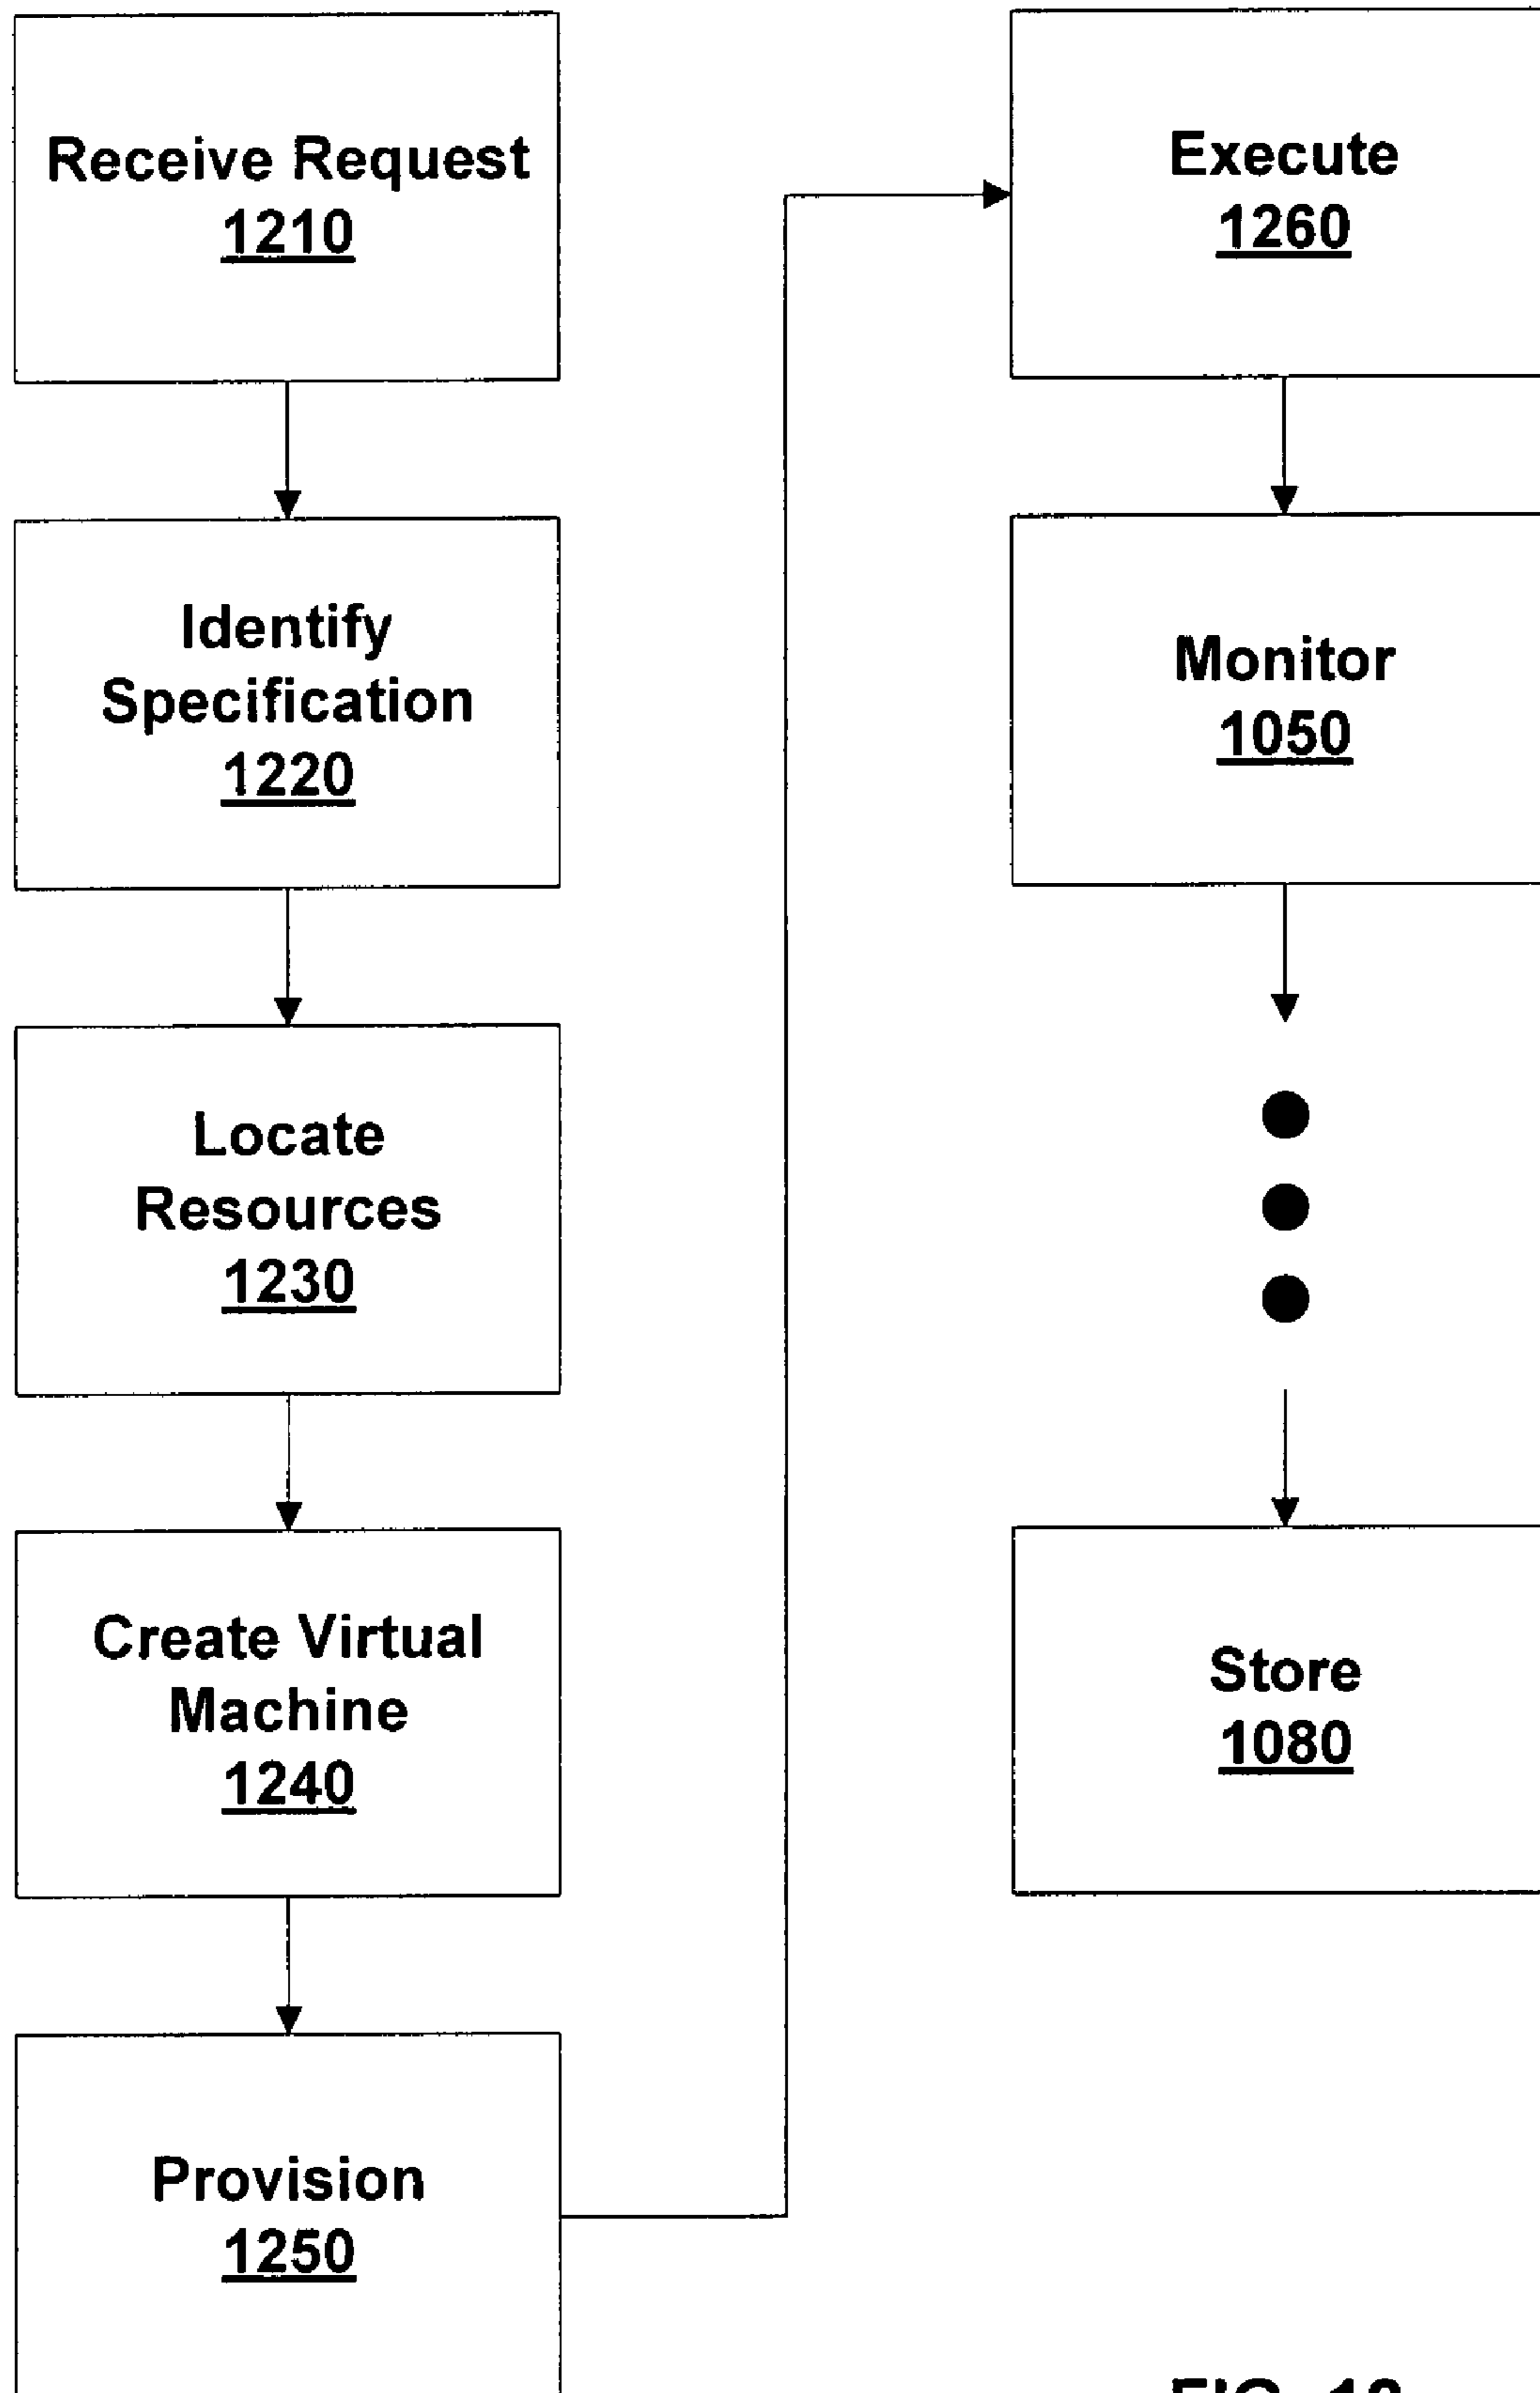 Receive Request
1210
Identify
Specification
1220
Locate
Resources
1230
Create Virtual
Machine
1240
Provision
1250
Execute
1260
Monitor
1050
Store
1080